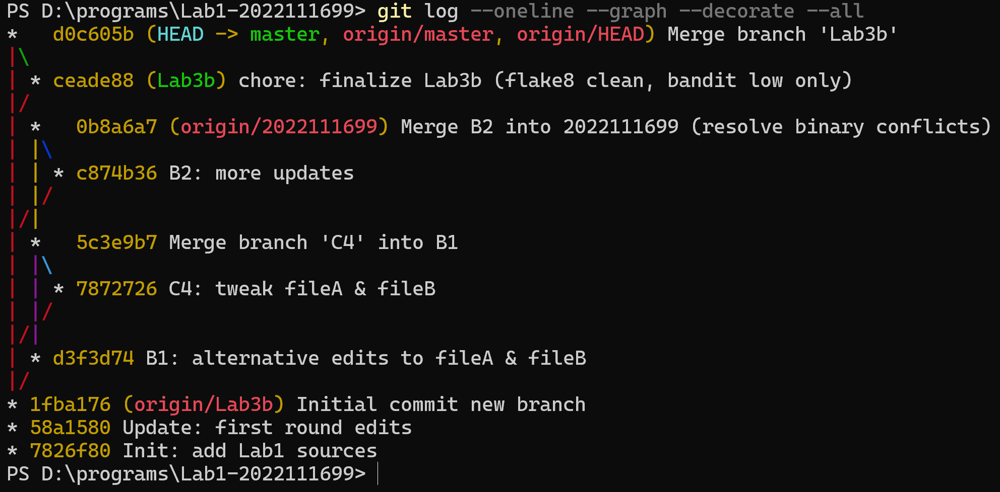 PS D:\programs\Lab1-2022111699> git log --oneline --graph --decorate --all
*   d0c605b (HEAD -> master, origin/master, origin/HEAD) Merge branch 'Lab3b'
|\
| * ceade88 (Lab3b) chore: finalize Lab3b (flake8 clean, bandit low only)
|/
| *   0b8a6a7 (origin/2022111699) Merge B2 into 2022111699 (resolve binary conflicts)
| |\
| | * c874b36 B2: more updates
| |/
|/|
| *   5c3e9b7 Merge branch 'C4' into B1
| |\
| | * 7872726 C4: tweak fileA & fileB
| |/
|/|
| * d3f3d74 B1: alternative edits to fileA & fileB
|/
* 1fba176 (origin/Lab3b) Initial commit new branch
* 58a1580 Update: first round edits
* 7826f80 Init: add Lab1 sources
PS D:\programs\Lab1-2022111699>